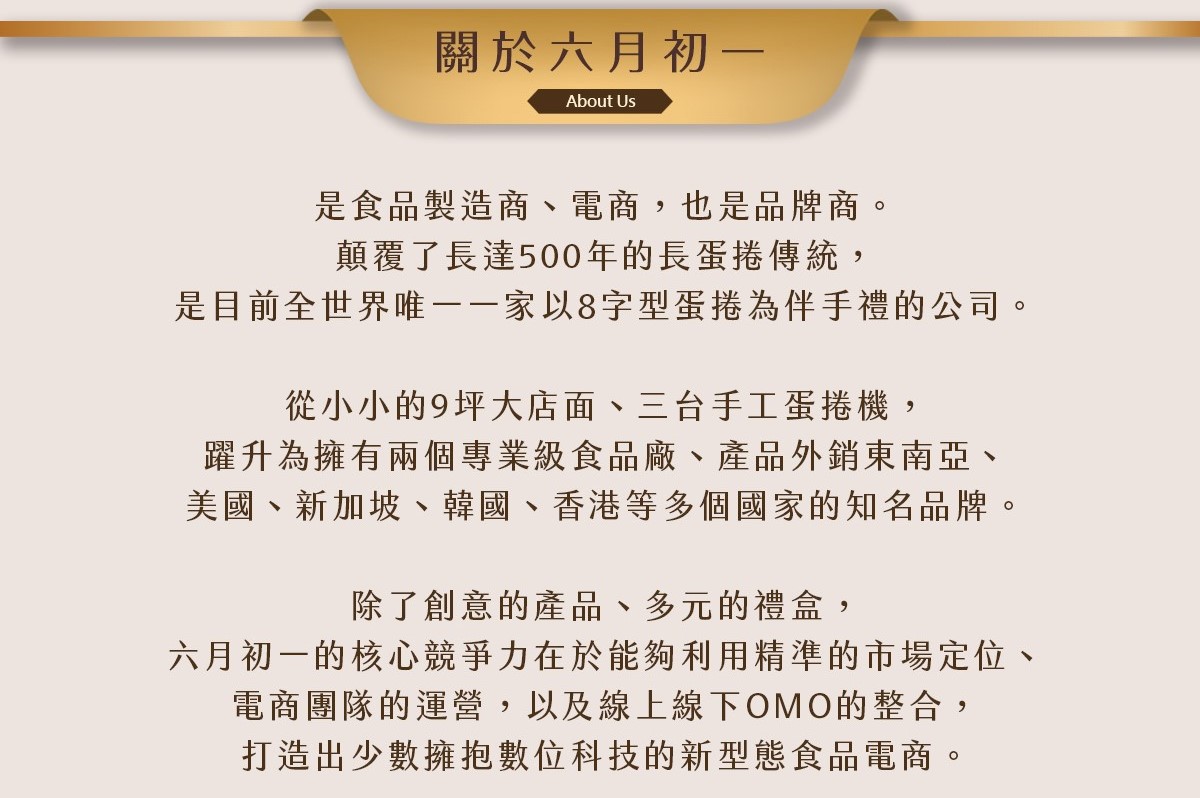 關於六月初一
About Us
是食品製造商、電商，也是品牌商。
顛覆了長達500年的長蛋捲傳統，
是目前全世界唯一一家以8字型蛋捲為伴手禮的公司。
從小小的9坪大店面、三台手工蛋捲機，
躍升為擁有兩個專業級食品廠、產品外銷東南亞、
美國、新加坡、韓國、香港等多個國家的知名品牌。
除了創意的產品、多元的禮盒，
六月初一的核心競爭力在於能夠利用精準的市場定位、
電商團隊的運營，以及線上線下OMO的整合，
打造出少數擁抱數位科技的新型態食品電商。